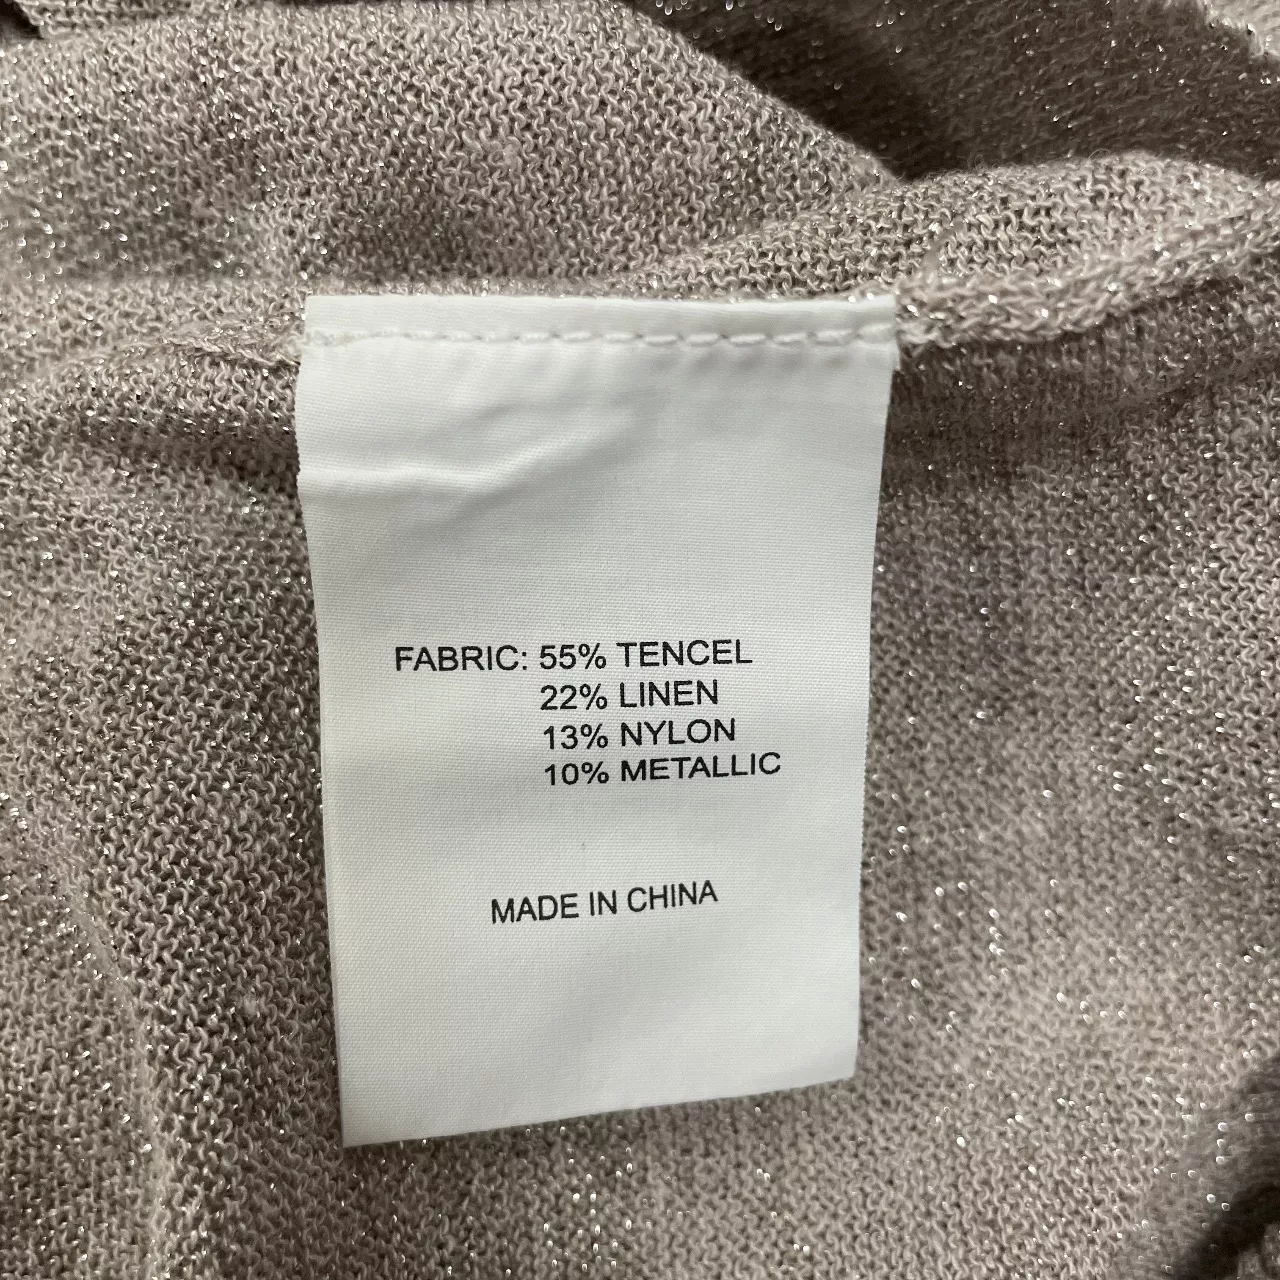 FABRIC: 55% TENCEL
22% LINEN
13% NYLON
10% METALLIC
MADE IN CHINA